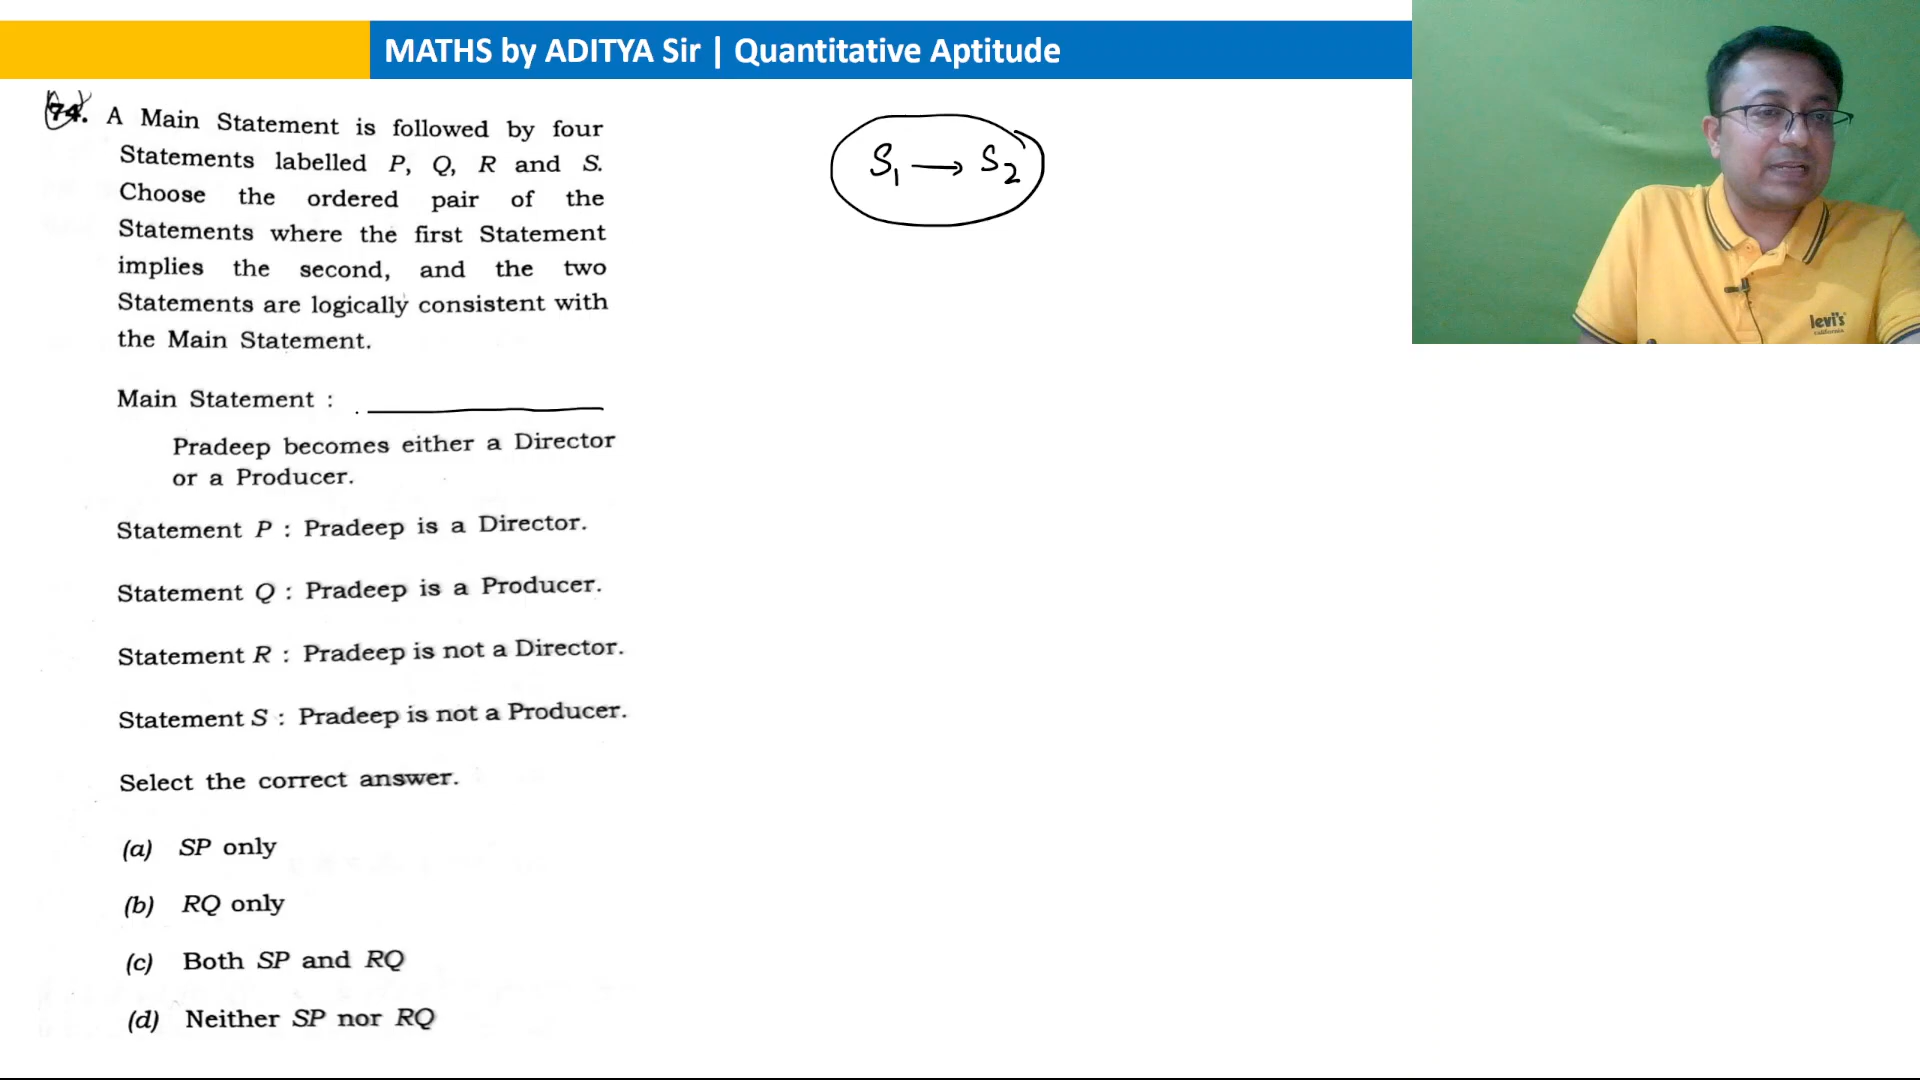 MATHS by ADITYA Sir | Quantitative Aptitude
74. A Main Statement is followed by four
Statements labelled P, Q, R and S.
Choose the ordered pair of the
Statements where the first Statement
implies the second, and the two
Statements are logically consistent with
the Main Statement.
Main Statement :
Pradeep becomes either a Director
or a Producer.
Statement P : Pradeep is a Director.
Statement Q : Pradeep is a Producer.
Statement R : Pradeep is not a Director.
Statement S : Pradeep is not a Producer.
Select the correct answer.
(a) SP only
(b) RQ only
(c) Both SP and RQ
(d) Neither SP nor RQ
S₁ → S₂
levi's
california